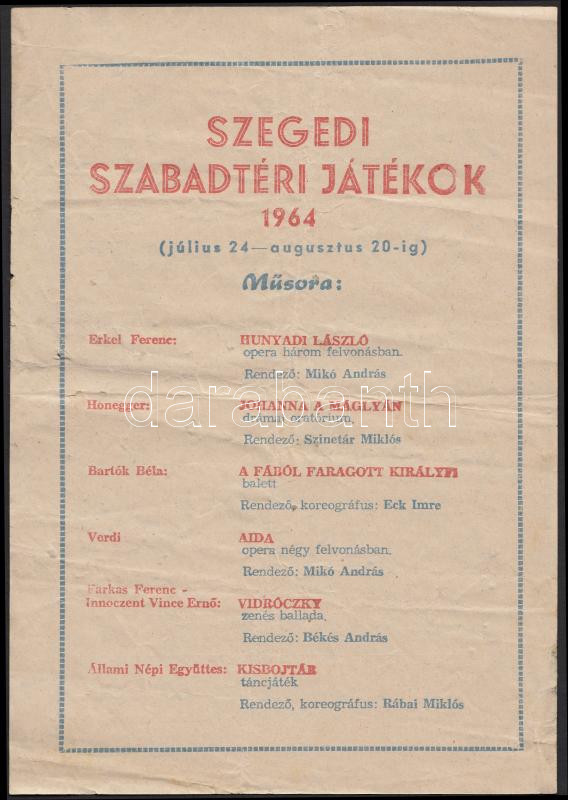 SZEGEDI
SZABADTÉRI JÁTÉKOK
1964
(július 24—augusztus 20-ig)
Műsora:
Erkel Ferenc: HUNYADI LÁSZLÓ
opera három felvonásban.
Rendező: Mikó András
darabanth
Honegger: JOHANNA A MÁGLYÁN
drámai oratórium.
Rendező: Szinetár Miklós
Bartók Béla: A FÁBÓL FARAGOTT KIRÁLYFI
balett
Rendező, koreográfus: Eck Imre
Verdi AIDA
opera négy felvonásban.
Rendező: Mikó András
Farkas Ferenc -
Innoczent Vince Ernő: VIDRÓCZKY
zenés ballada
Rendező: Békés András
Állami Népi Együttes: KISBOJTÁR
táncjáték
Rendező, koreográfus: Rábai Miklós